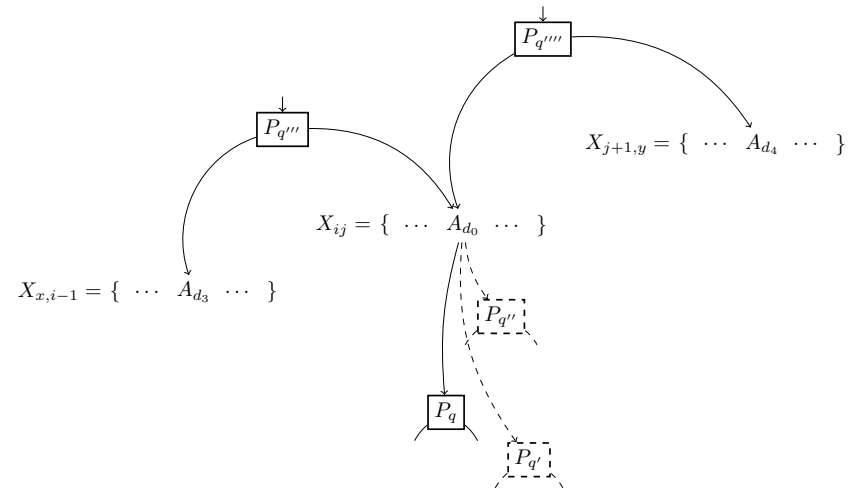 P_{q''''}
P_{q'''}
X_{j+1,y} = { ··· A_{d_4} ··· }
X_{ij} = { ··· A_{d_0} ··· }
X_{x,i−1} = { ··· A_{d_3} ··· }
P_{q''}
P_q
P_{q'}